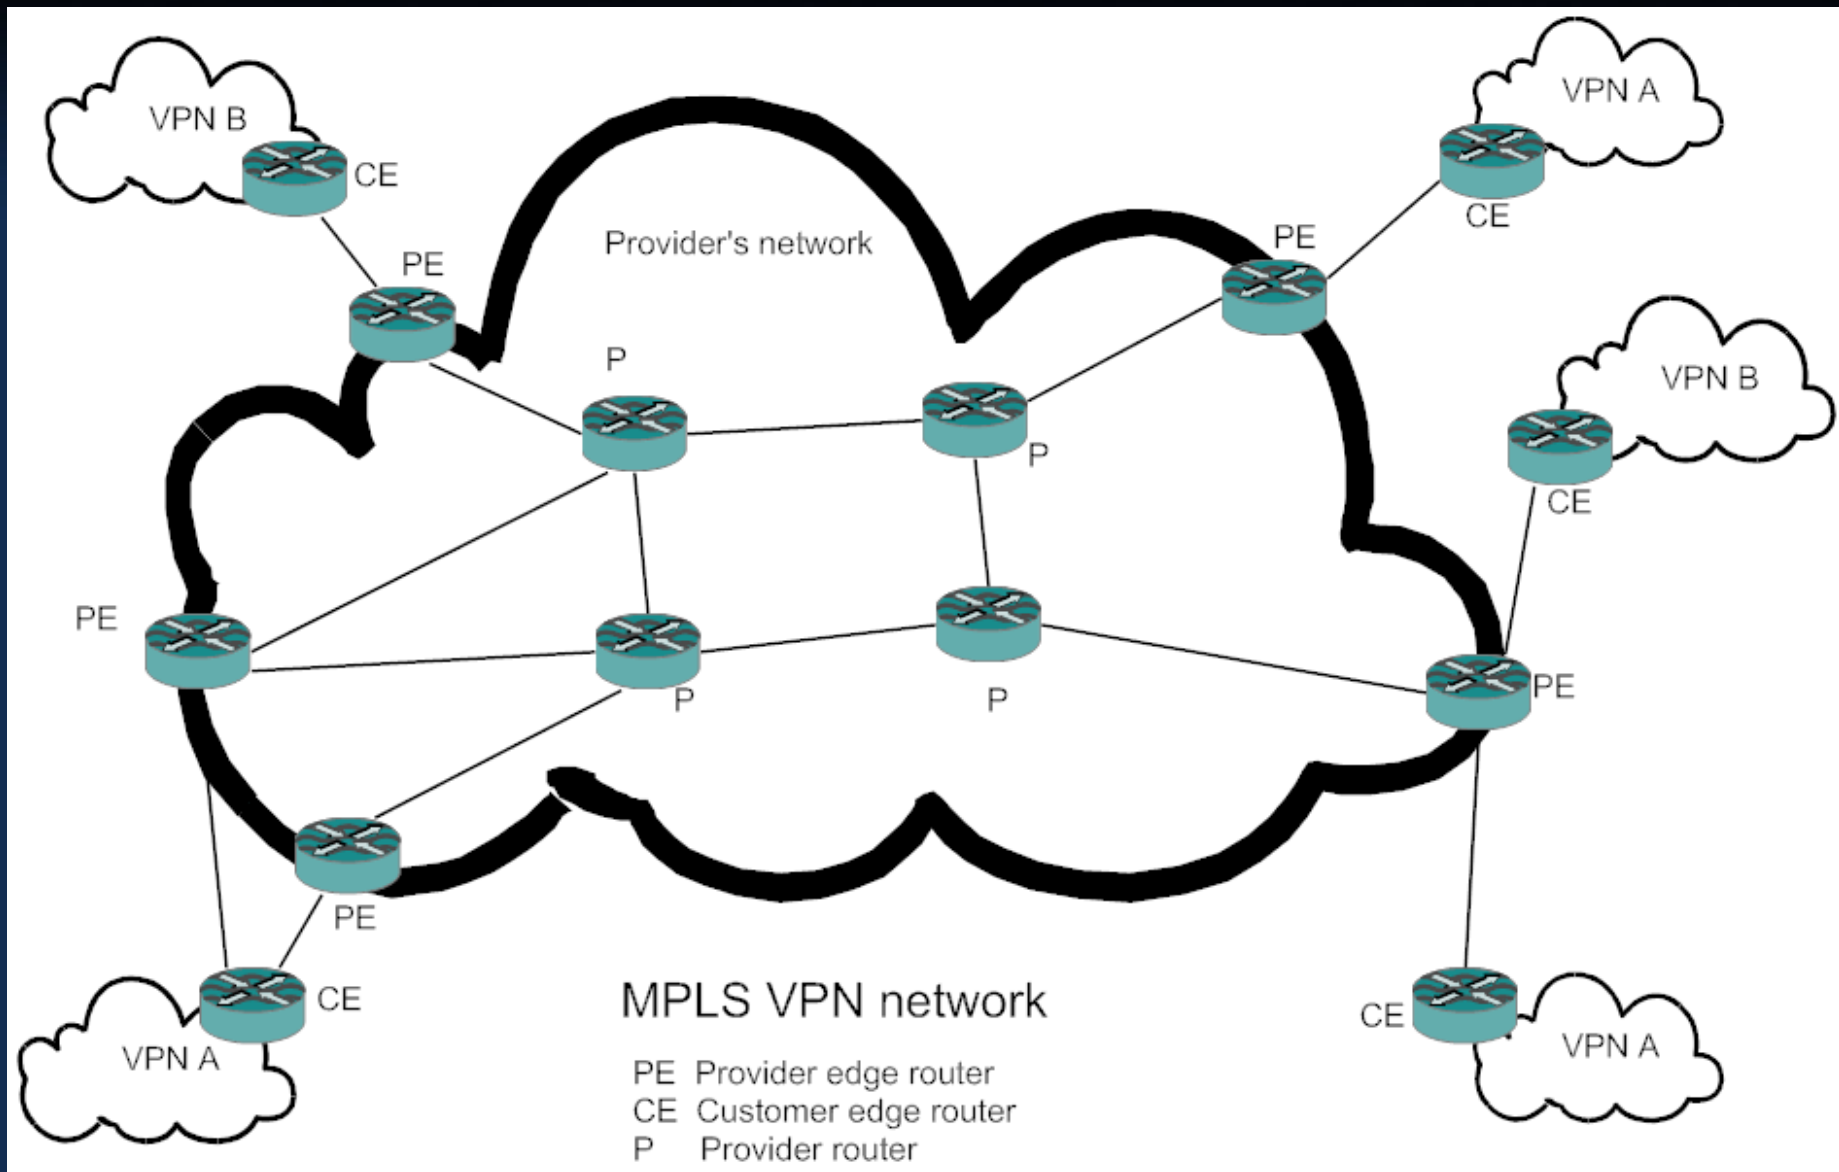 VPN B
CE
VPN A
CE
PE
Provider's network
PE
P
P
VPN B
CE
PE
P
P
PE
PE
CE
VPN A
MPLS VPN network
CE
VPN A
PE Provider edge router
CE Customer edge router
P Provider router